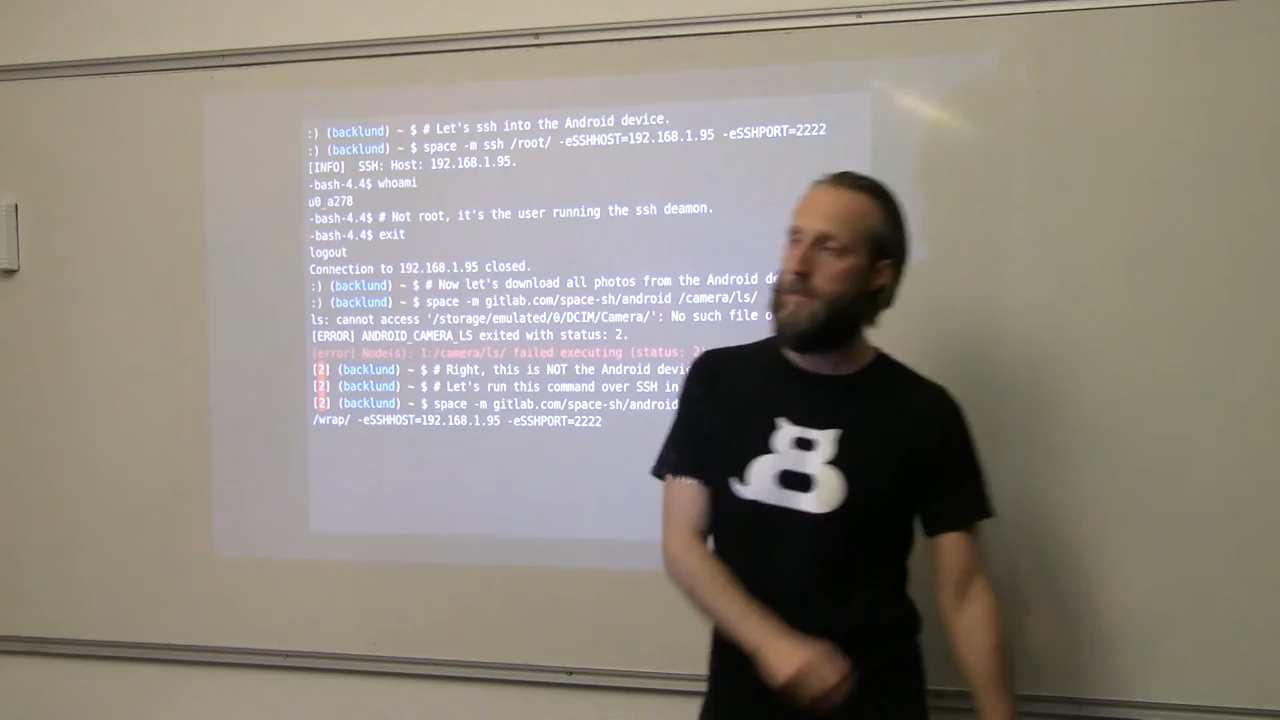 :) (backlund) ~ $ # Let's ssh into the Android device.
:) (backlund) ~ $ space -m ssh /root/ -eSSHHOST=192.168.1.95 -eSSHPORT=2222
[INFO]  SSH: Host: 192.168.1.95.
-bash-4.4$ whoami
u0_a278
-bash-4.4$ # Not root, it's the user running the ssh deamon.
-bash-4.4$ exit
logout
Connection to 192.168.1.95 closed.
:) (backlund) ~ $ # Now let's download all photos from the Android de
:) (backlund) ~ $ space -m gitlab.com/space-sh/android /camera/ls/
ls: cannot access '/storage/emulated/0/DCIM/Camera/': No such file o
[ERROR] ANDROID_CAMERA_LS exited with status: 2.
[error] Node(s): 1:/camera/ls/ failed executing (status: 2)
[2] (backlund) ~ $ # Right, this is NOT the Android devic
[2] (backlund) ~ $ # Let's run this command over SSH in
[2] (backlund) ~ $ space -m gitlab.com/space-sh/android
/wrap/ -eSSHHOST=192.168.1.95 -eSSHPORT=2222